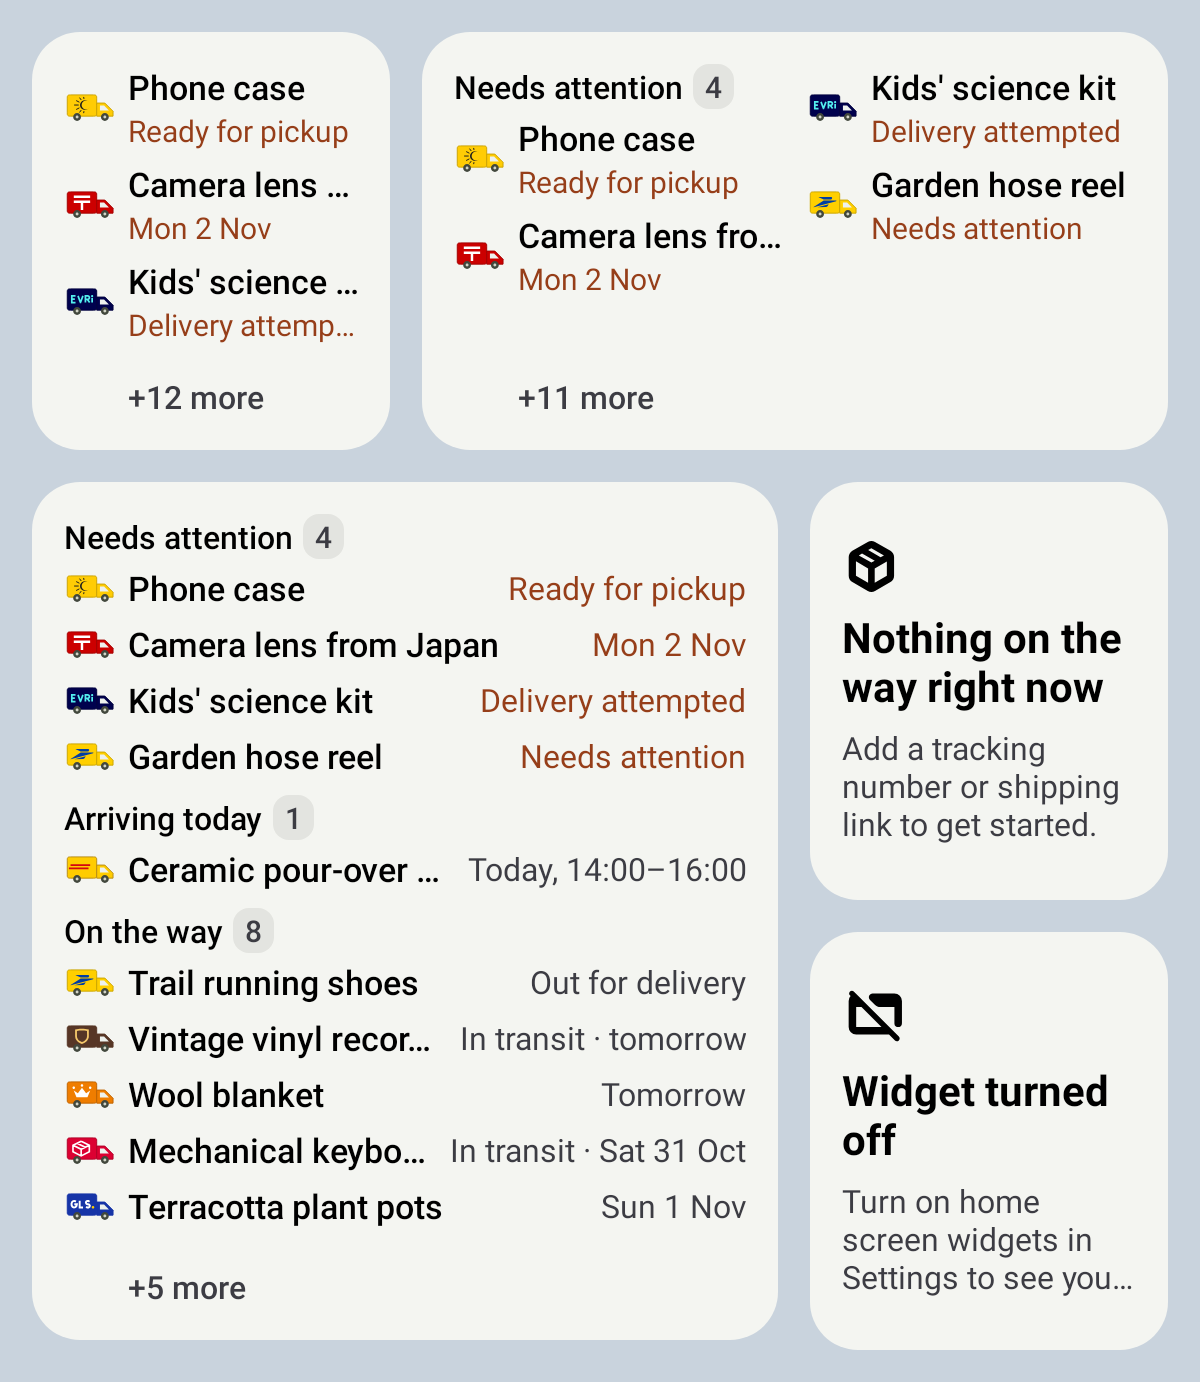 Phone case
Ready for pickup
Camera lens ...
Mon 2 Nov
EVRi
Kids' science ...
Delivery attemp...
+12 more
Needs attention 4
Phone case
Ready for pickup
Camera lens fro...
Mon 2 Nov
EVRi
Kids' science kit
Delivery attempted
Garden hose reel
Needs attention
+11 more
Needs attention 4
Phone case Ready for pickup
Camera lens from Japan Mon 2 Nov
EVRi Kids' science kit Delivery attempted
Garden hose reel Needs attention
Arriving today 1
Ceramic pour-over ... Today, 14:00–16:00
On the way 8
Trail running shoes Out for delivery
Vintage vinyl recor... In transit · tomorrow
Wool blanket Tomorrow
Mechanical keybo... In transit · Sat 31 Oct
GLS. Terracotta plant pots Sun 1 Nov
+5 more
Nothing on the
way right now
Add a tracking
number or shipping
link to get started.
Widget turned
off
Turn on home
screen widgets in
Settings to see you...